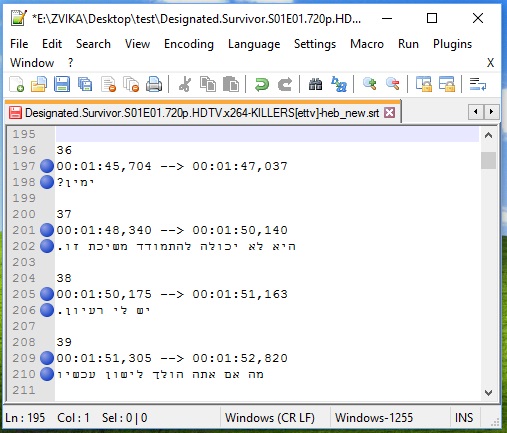 *E:\ZVIKA\Desktop\test\Designated.Survivor.S01E01.720p.HD...
File Edit Search View Encoding Language Settings Macro Run Plugins
Window ? X
Designated.Survivor.S01E01.720p.HDTV.x264-KILLERS[ettv]-heb_new.srt
195
196 36
197 00:01:45,704 --> 00:01:47,037
198 ?ימין
199
200 37
201 00:01:48,340 --> 00:01:50,140
202 .היא לא יכולה להתמודד משיכת זו
203
204 38
205 00:01:50,175 --> 00:01:51,163
206 .יש לי רעיון
207
208 39
209 00:01:51,305 --> 00:01:52,820
210 מה אם אתה הולך לישון עכשיו
211
Ln : 195 Col : 1 Sel : 0 | 0 Windows (CR LF) Windows-1255 INS